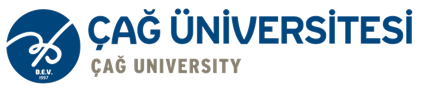 ÇAĞ ÜNİVERSİTESİ
ÇAĞ UNIVERSITY
D.E.V.
1997